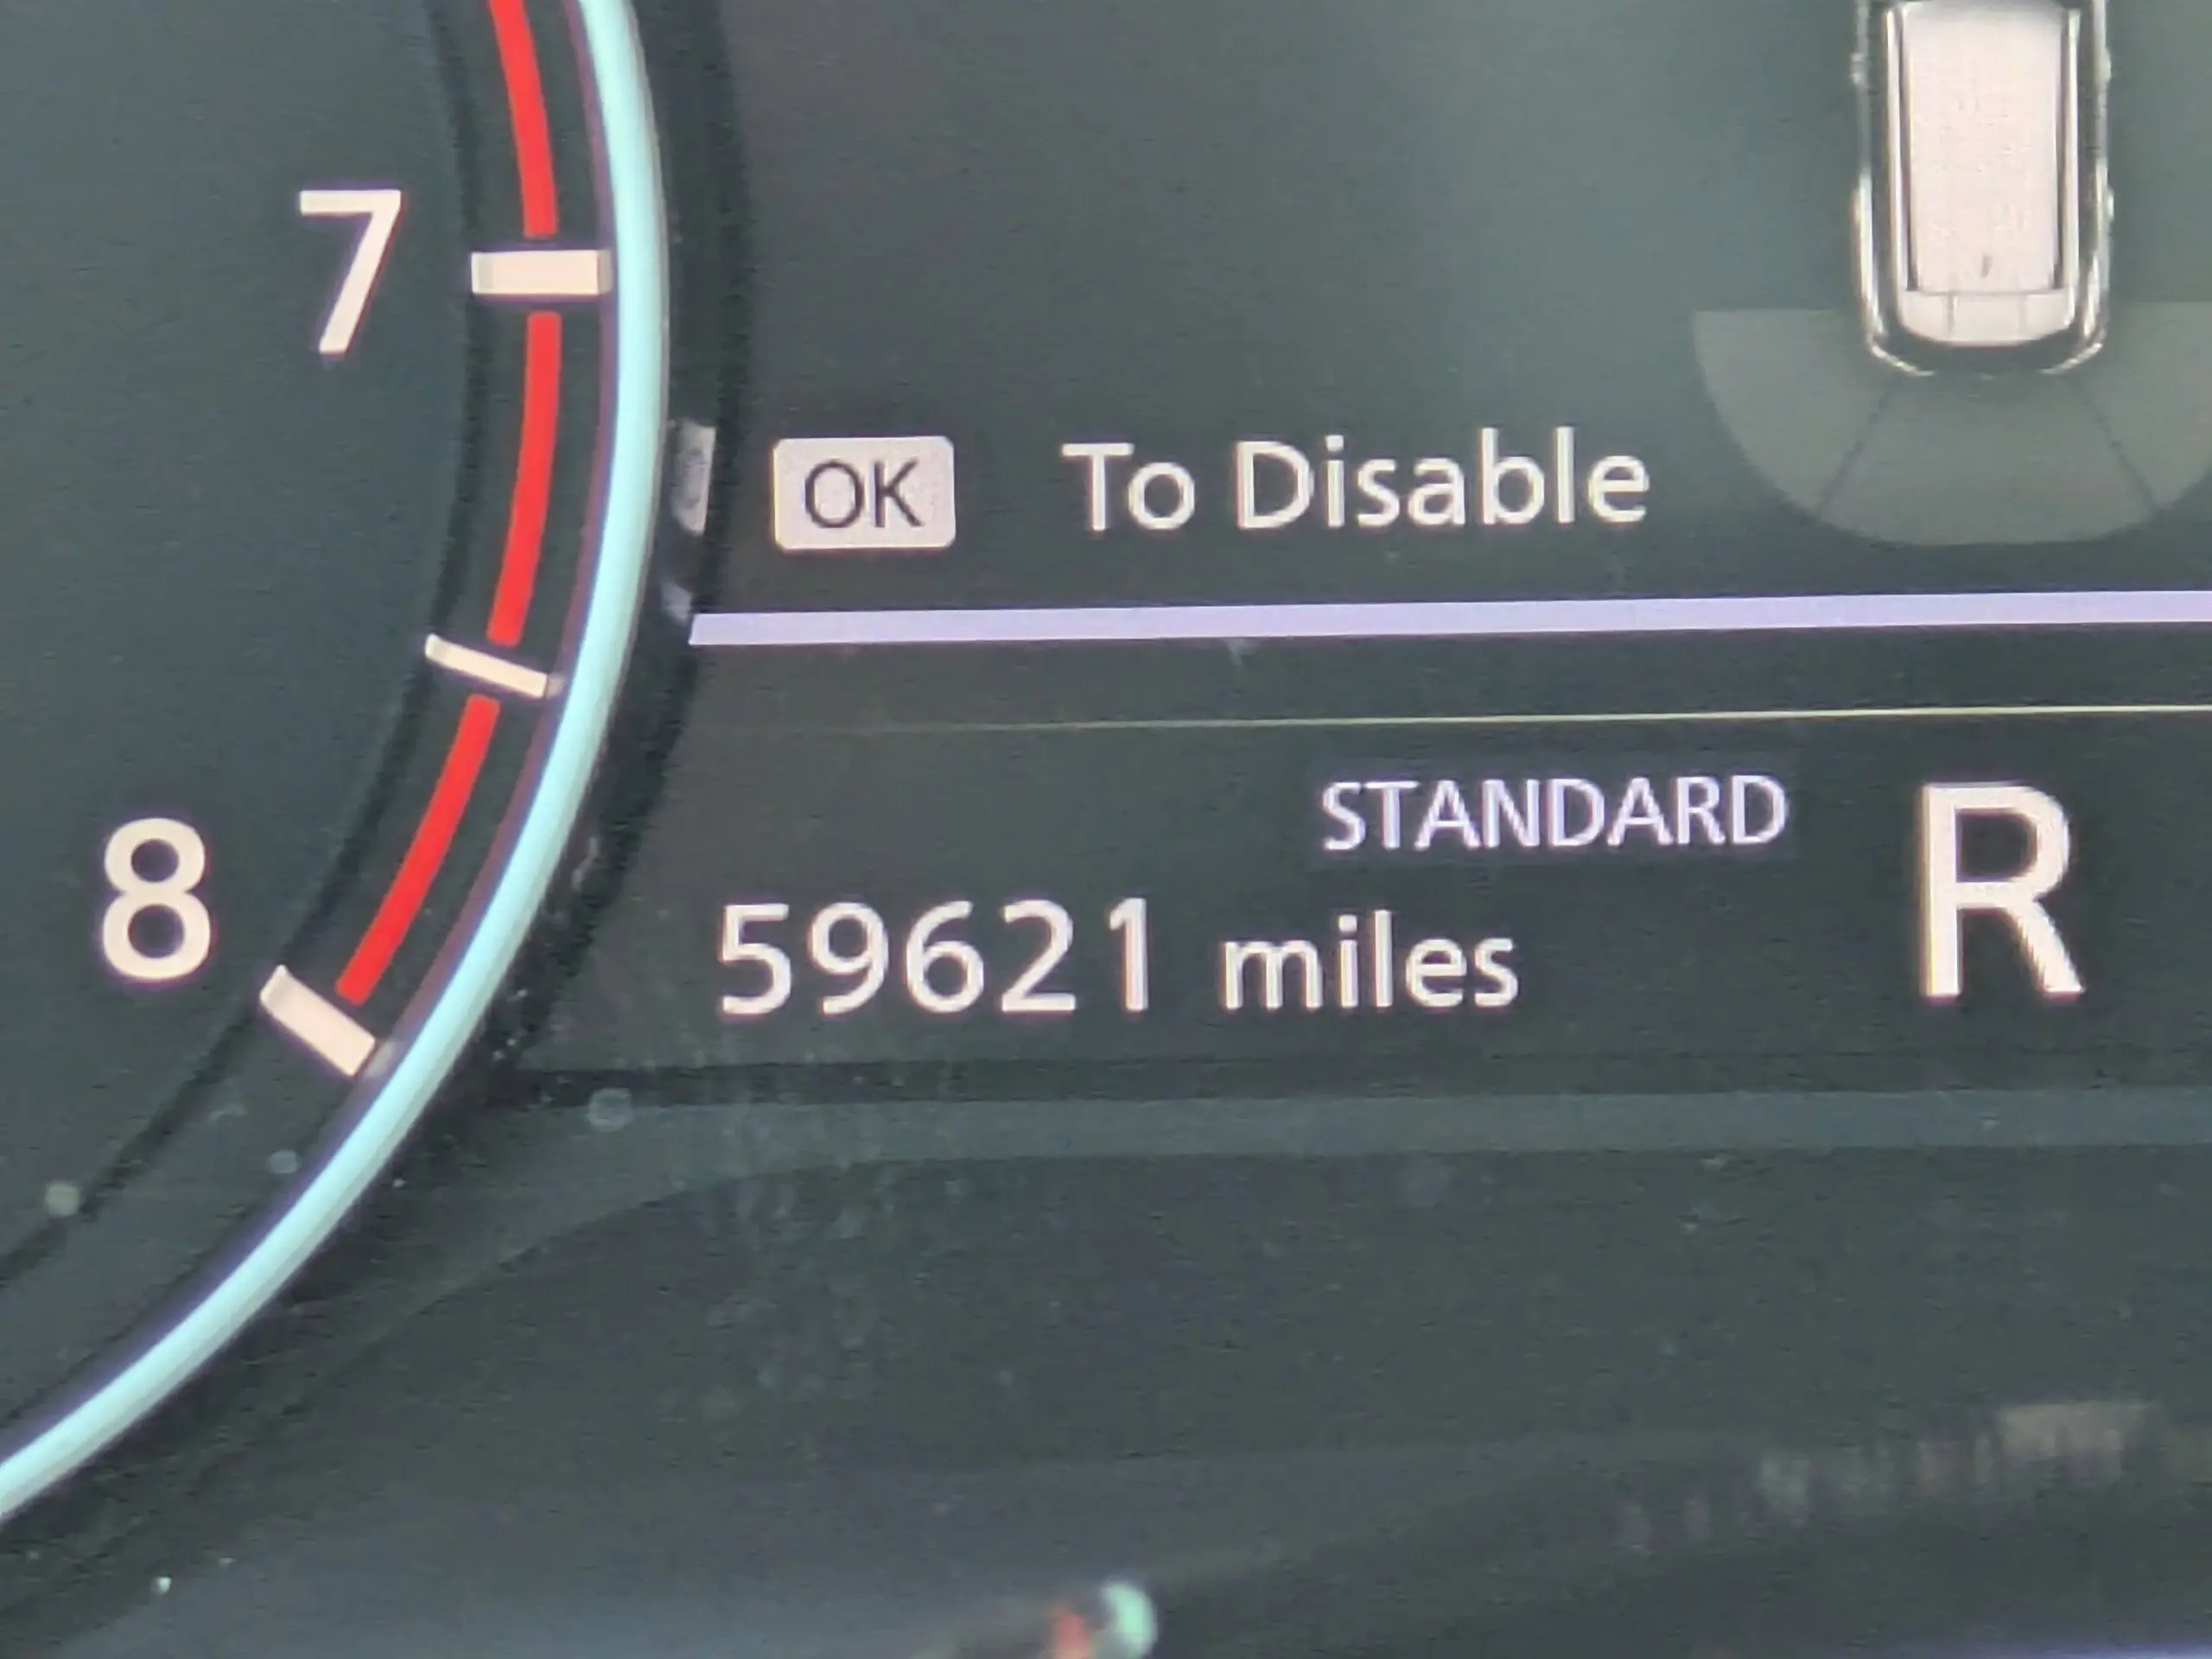 7
OK To Disable
STANDARD
8
R
59621 miles